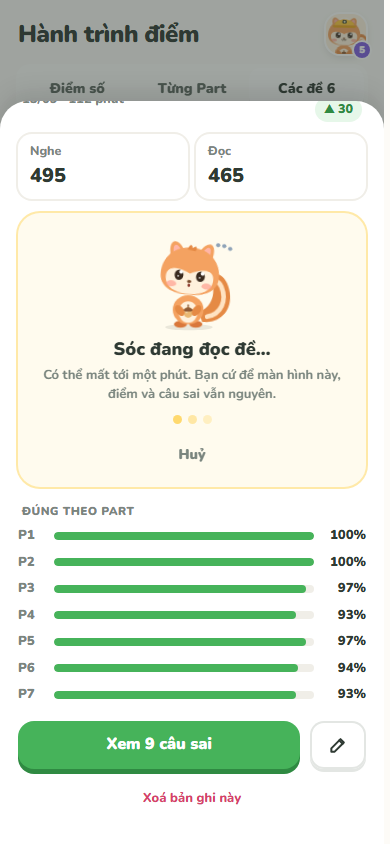 Hành trình điểm
5
Điểm số Từng Part Các đề 6
▲ 30
Nghe Đọc
495 465
Sóc đang đọc đề...
Có thể mất tới một phút. Bạn cứ để màn hình này,
điểm và câu sai vẫn nguyên.
Huỷ
ĐÚNG THEO PART
P1 100%
P2 100%
P3 97%
P4 93%
P5 97%
P6 94%
P7 93%
Xem 9 câu sai
Xoá bản ghi này